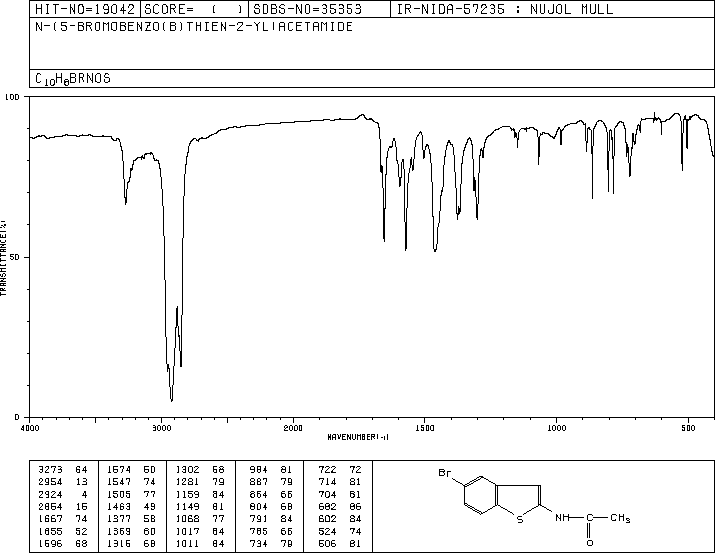 HIT-NO=19042 SCORE= ( ) SDBS-NO=35353 IR-NIDA-57235 : NUJOL MULL
N-(5-BROMOBENZO(B)THIEN-2-YL)ACETAMIDE
C10H8BRNOS
100
50
0
TRANSMITTANCE(%)
4000 3000 2000 1500 1000 500
WAVENUMBER(-1)
3273 64 1574 50 1302 58 984 81 722 72
2954 13 1547 74 1281 79 887 79 714 81
2924 4 1505 77 1159 84 864 66 704 81
2854 15 1463 49 1149 81 804 68 682 86
1667 74 1377 58 1068 77 791 84 602 84
1655 52 1369 60 1017 84 785 66 524 74
1596 68 1315 68 1011 84 734 79 506 81
Br
S NH C CH3
O